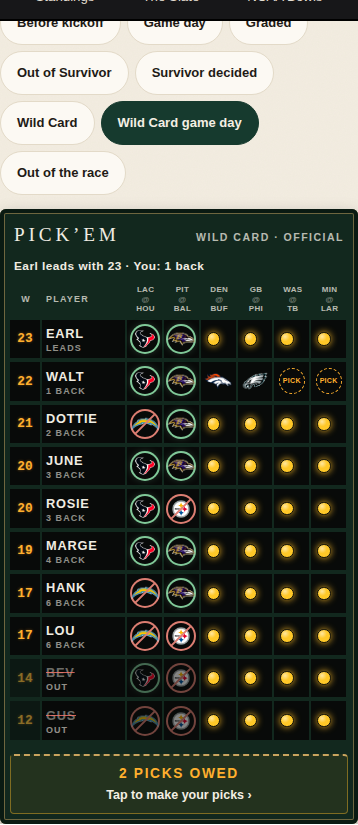 Before kickoff Game day Graded
Out of Survivor Survivor decided
Wild Card Wild Card game day
Out of the race
PICK’EM WILD CARD · OFFICIAL
Earl leads with 23 · You: 1 back
W PLAYER LAC @ HOU PIT @ BAL DEN @ BUF GB @ PHI WAS @ TB MIN @ LAR
23 EARL
LEADS
22 WALT PICK PICK
1 BACK
21 DOTTIE
2 BACK
20 JUNE
3 BACK
20 ROSIE
3 BACK
19 MARGE
4 BACK
17 HANK
6 BACK
17 LOU
6 BACK
14 BEV
OUT
12 GUS
OUT
2 PICKS OWED
Tap to make your picks ›